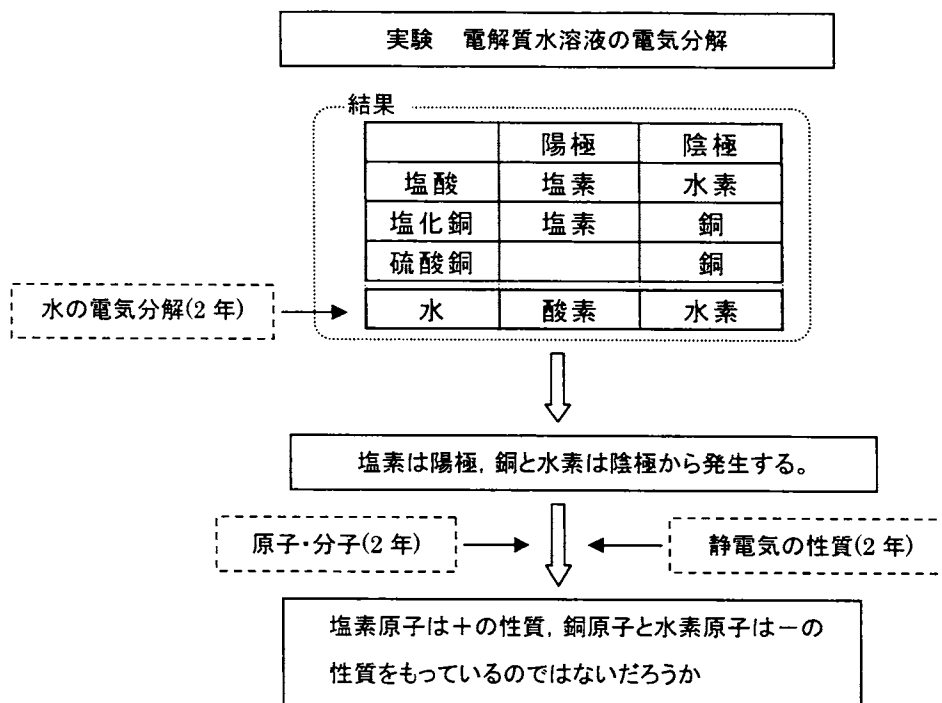 実験 電解質水溶液の電気分解
結果
陽極 陰極
塩酸 塩素 水素
塩化銅 塩素 銅
硫酸銅 銅
水の電気分解(2年)
水 酸素 水素
塩素は陽極,銅と水素は陰極から発生する。
原子・分子(2年)
静電気の性質(2年)
塩素原子は+の性質,銅原子と水素原子は-の
性質をもっているのではないだろうか